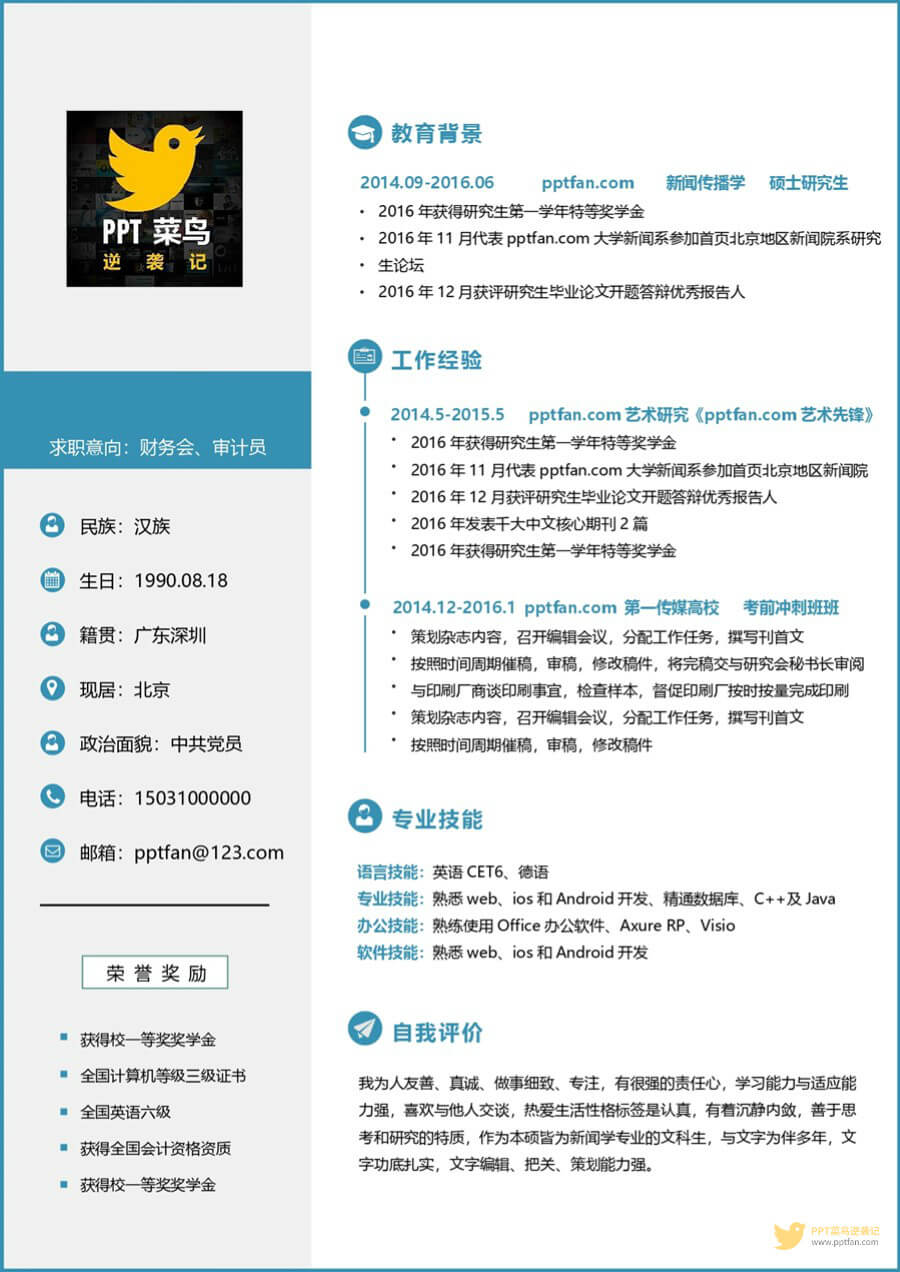 PPT 菜鸟
逆袭记
求职意向：财务会、审计员
民族：汉族
生日：1990.08.18
籍贯：广东深圳
现居：北京
政治面貌：中共党员
电话：15031000000
邮箱：pptfan@123.com
荣誉奖励
获得校一等奖奖学金
全国计算机等级三级证书
全国英语六级
获得全国会计资格资质
获得校一等奖奖学金
教育背景
2014.09-2016.06 pptfan.com 新闻传播学 硕士研究生
• 2016 年获得研究生第一学年特等奖学金
• 2016 年 11 月代表 pptfan.com 大学新闻系参加首页北京地区新闻院系研究
• 生论坛
• 2016 年 12 月获评研究生毕业论文开题答辩优秀报告人
工作经验
2014.5-2015.5 pptfan.com 艺术研究《pptfan.com 艺术先锋》
• 2016 年获得研究生第一学年特等奖学金
• 2016 年 11 月代表 pptfan.com 大学新闻系参加首页北京地区新闻院
• 2016 年 12 月获评研究生毕业论文开题答辩优秀报告人
• 2016 年发表千大中文核心期刊 2 篇
• 2016 年获得研究生第一学年特等奖学金
2014.12-2016.1 pptfan.com 第一传媒高校 考前冲刺班班
• 策划杂志内容，召开编辑会议，分配工作任务，撰写刊首文
• 按照时间周期催稿，审稿，修改稿件，将完稿交与研究会秘书长审阅
• 与印刷厂商谈印刷事宜，检查样本，督促印刷厂按时按量完成印刷
• 策划杂志内容，召开编辑会议，分配工作任务，撰写刊首文
• 按照时间周期催稿，审稿，修改稿件
专业技能
语言技能：英语 CET6、德语
专业技能：熟悉 web、ios 和 Android 开发、精通数据库、C++及 Java
办公技能：熟练使用 Office 办公软件、Axure RP、Visio
软件技能：熟悉 web、ios 和 Android 开发
自我评价
我为人友善、真诚、做事细致、专注，有很强的责任心，学习能力与适应能
力强，喜欢与他人交谈，热爱生活性格标签是认真，有着沉静内敛，善于思
考和研究的特质，作为本硕皆为新闻学专业的文科生，与文字为伴多年，文
字功底扎实，文字编辑、把关、策划能力强。
PPT菜鸟逆袭记
www.pptfan.com